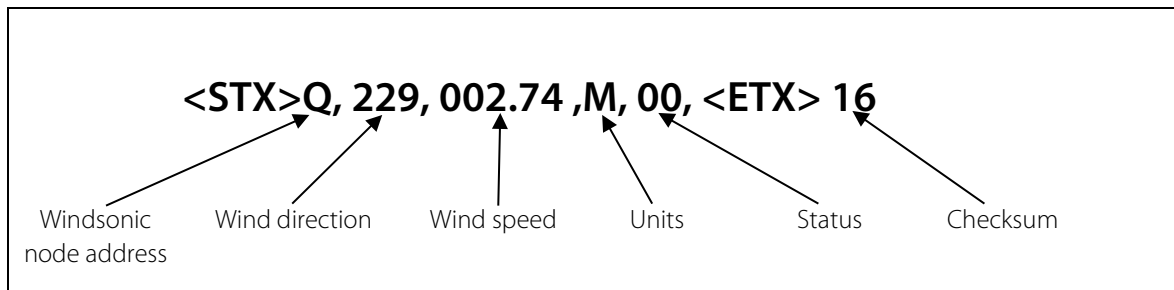 <STX>Q, 229, 002.74 ,M, 00, <ETX> 16
Windsonic node address
Wind direction
Wind speed
Units
Status
Checksum